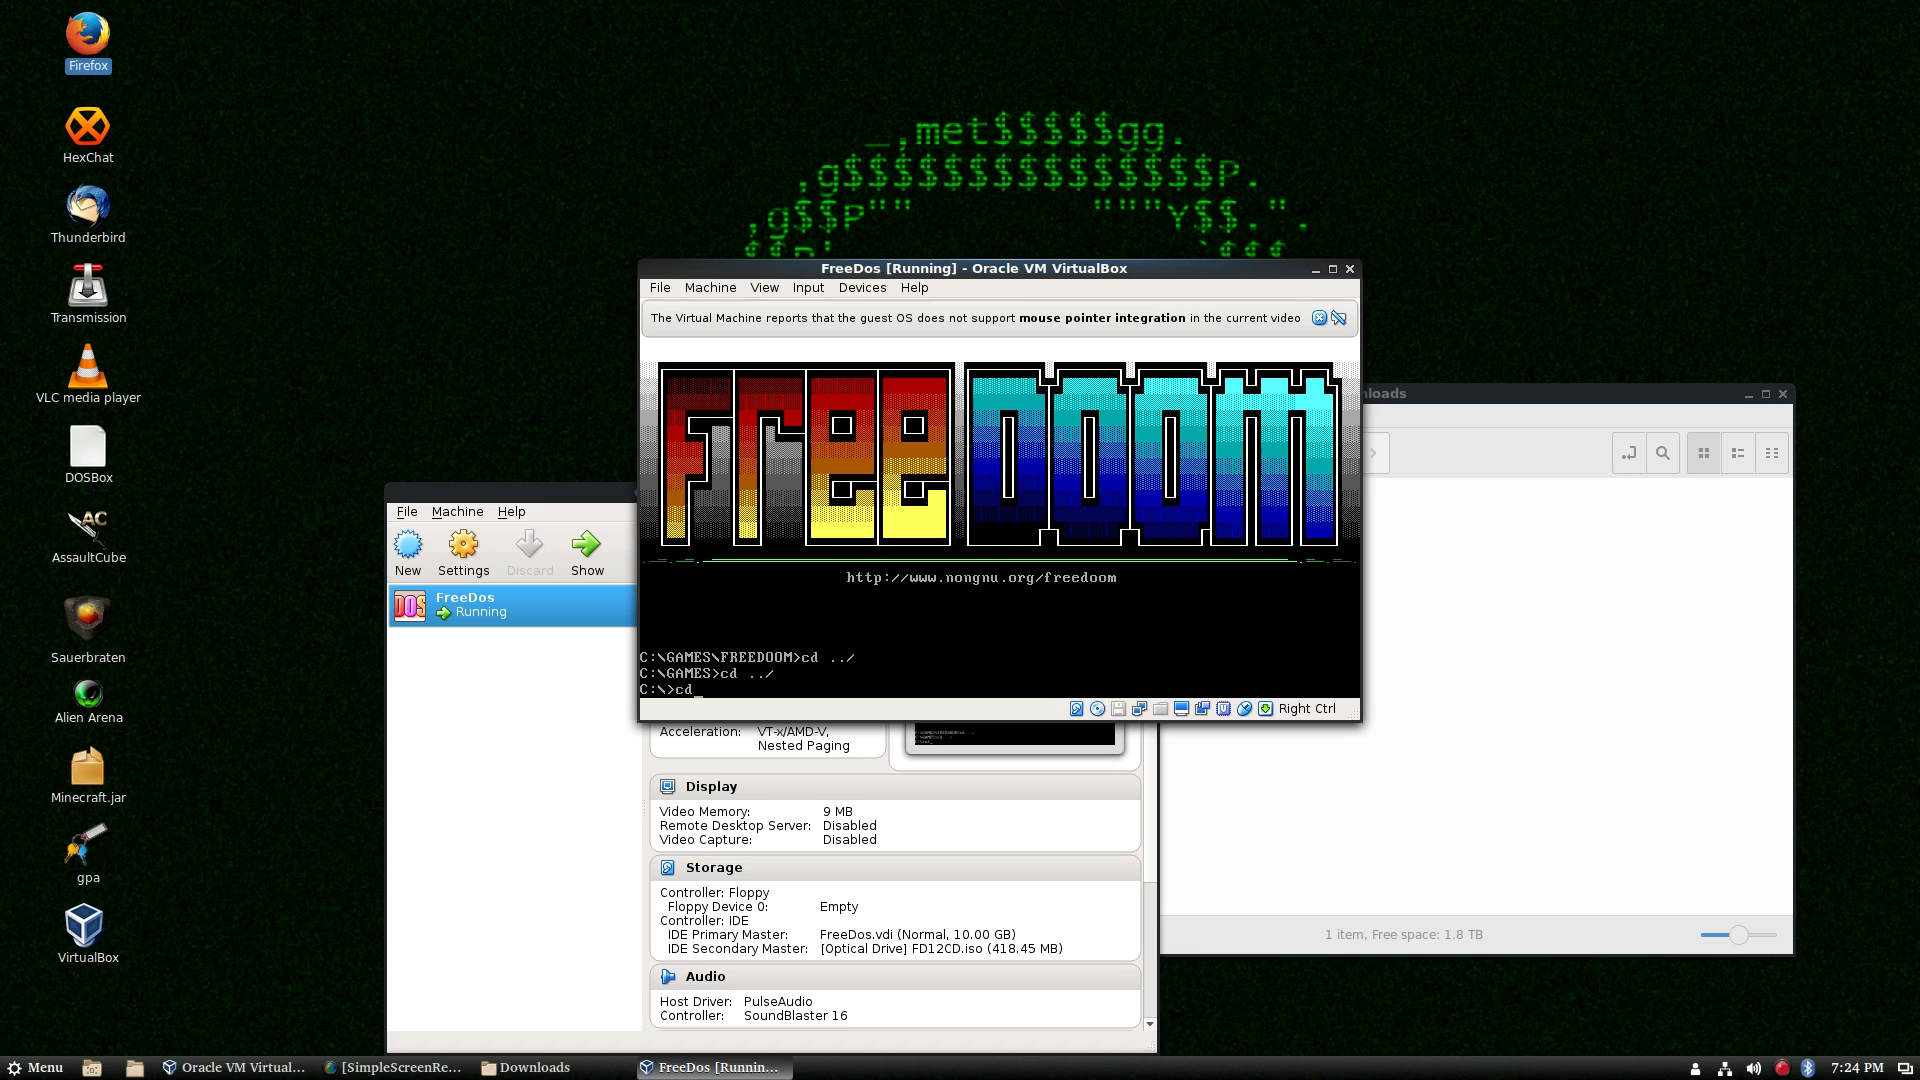 Firefox
HexChat
Thunderbird
Transmission
VLC media player
DOSBox
AC
AssaultCube
Sauerbraten
Alien Arena
Minecraft.jar
gpa
VirtualBox
_,met$$$$$gg.
,g$$$$$$$$$$$$$$$P.
,g$$P"" """Y$$.".
FreeDos [Running] - Oracle VM VirtualBox
File Machine View Input Devices Help
The Virtual Machine reports that the guest OS does not support mouse pointer integration in the current video
Free DOOM
http://www.nongnu.org/freedoom
C:\GAMES\FREEDOOM>cd ../
C:\GAMES>cd ../
C:\>cd_
Right Ctrl
nloads
1 item, Free space: 1.8 TB
File Machine Help
New Settings Discard Show
DOS
FreeDos
Running
Acceleration: VT-x/AMD-V,
Nested Paging
Display
Video Memory: 9 MB
Remote Desktop Server: Disabled
Video Capture: Disabled
Storage
Controller: Floppy
Floppy Device 0: Empty
Controller: IDE
IDE Primary Master: FreeDos.vdi (Normal, 10.00 GB)
IDE Secondary Master: [Optical Drive] FD12CD.iso (418.45 MB)
Audio
Host Driver: PulseAudio
Controller: SoundBlaster 16
Menu Oracle VM Virtual... [SimpleScreenRe... Downloads FreeDos [Runnin... 7:24 PM